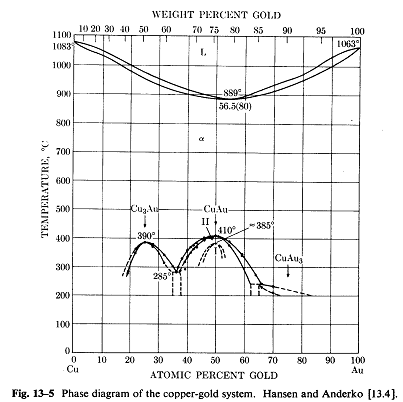 WEIGHT PERCENT GOLD
10 20 30 40 50 60 70 75 80 85 90 95 100
1100
1083°
1063°
1000
L
900
889°
56.5(80)
800
α
700
600
500
Cu₃Au
CuAu
400
390°
II
410°
≈385°
CuAu₃
300
285°
200
100
0
0 10 20 30 40 50 60 70 80 90 100
Cu
Au
TEMPERATURE, °C
ATOMIC PERCENT GOLD
Fig. 13–5 Phase diagram of the copper-gold system. Hansen and Anderko [13.4].